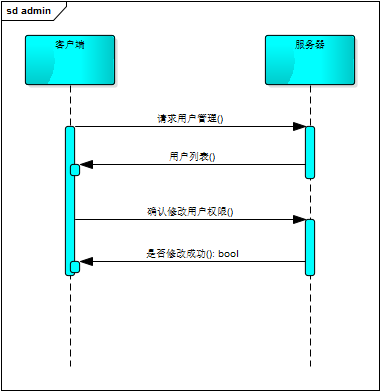 sd admin
客户端
服务器
请求用户管理()
用户列表()
确认修改用户权限()
是否修改成功(): bool